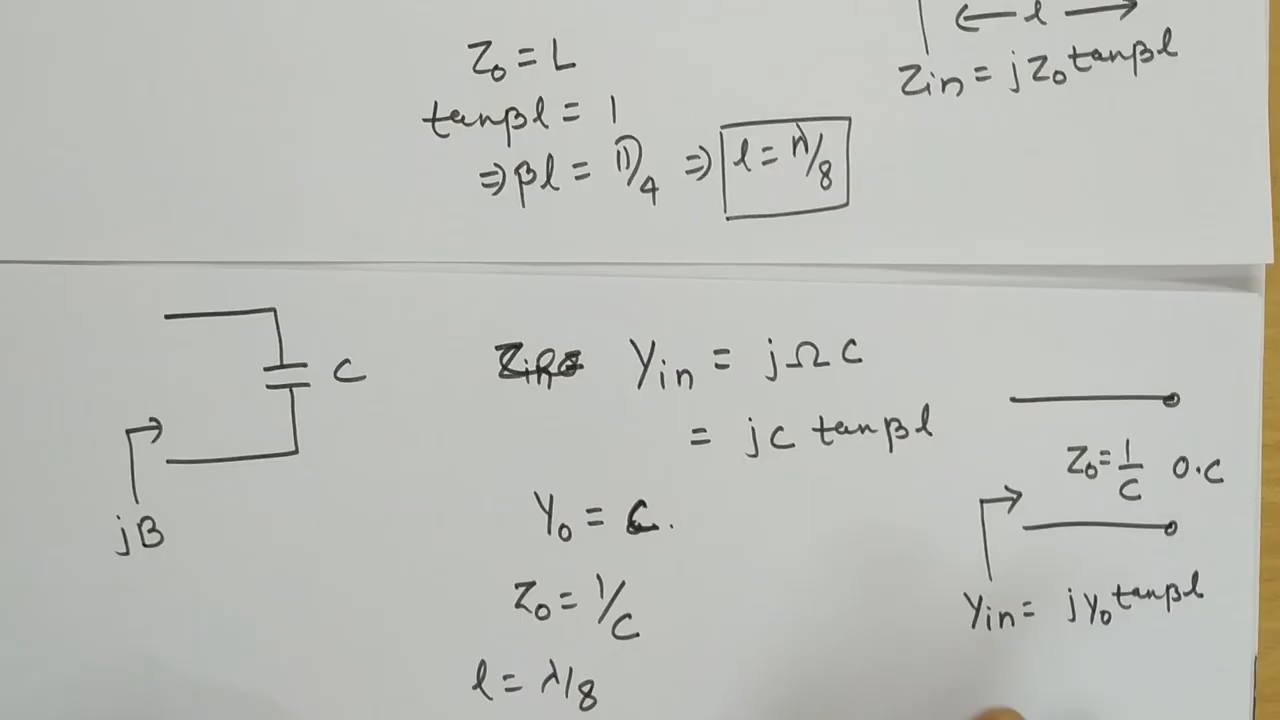 ← l →
Z₀ = L
Zin = jZ₀ tanβl
tanβl = 1
⇒ βl = π/4 ⇒ l = λ/8
C
Yin = jΩC
= jC tanβl
jB
Y₀ = C.
Z₀ = 1/C
l = λ/8
Z₀ = 1/C O.C
Yin = jY₀ tanβl